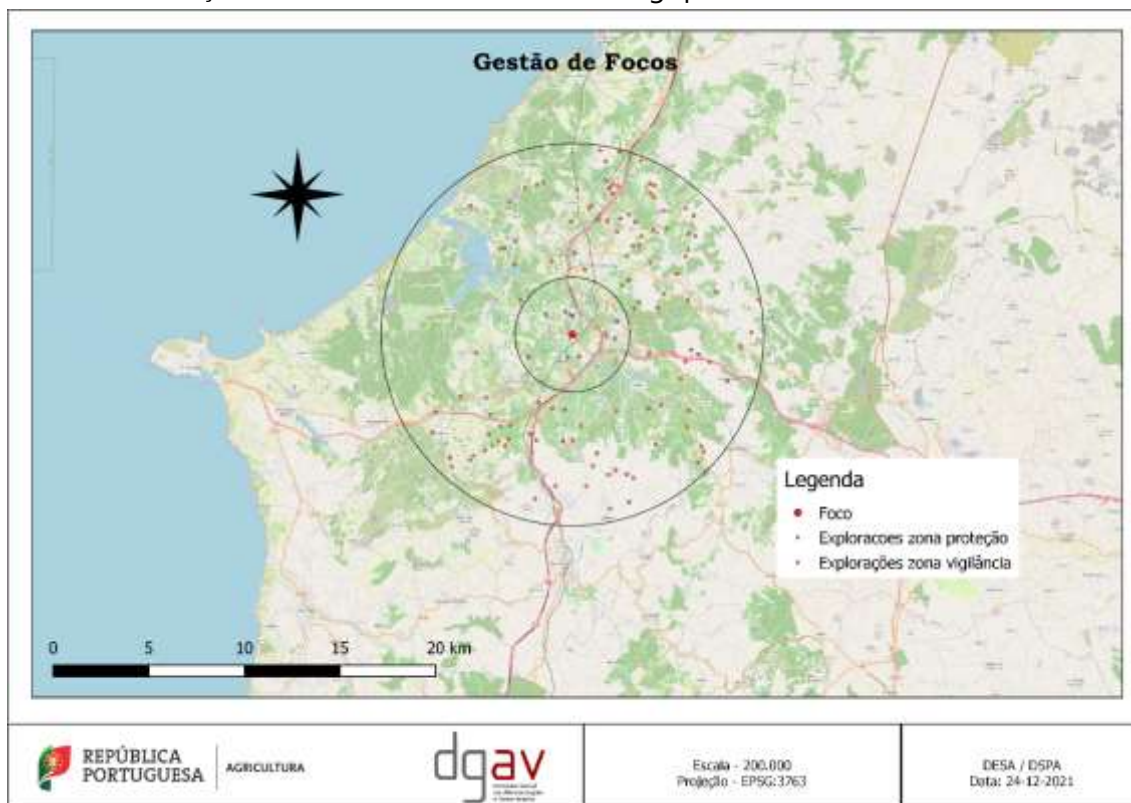 Gestão de Focos
Legenda
Foco
Exploracoes zona proteção
Explorações zona vigilância
0 5 10 15 20 km
REPÚBLICA
PORTUGUESA
AGRICULTURA
dgav
Escala - 200.000
Projeção - EPSG:3763
DESA / DSPA
Data: 24-12-2021